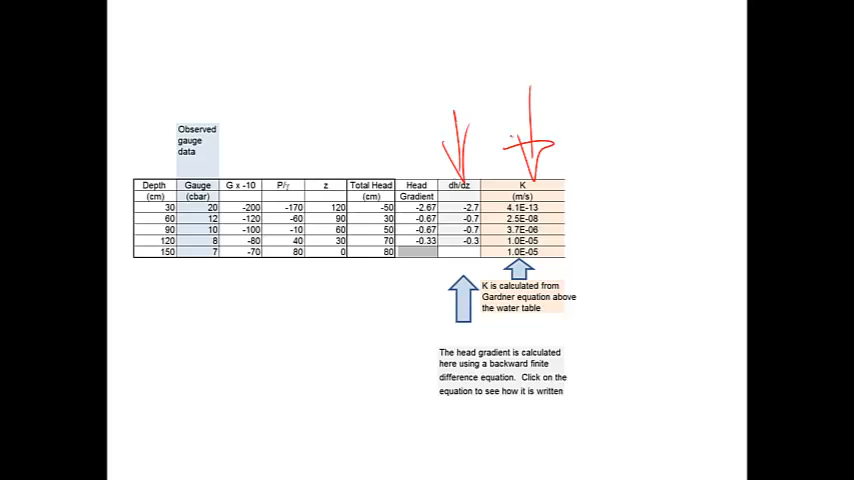 Observed
gauge
data
Depth Gauge G x -10 P/γ z Total Head Head dh/dz K
(cm) (cbar) (cm) Gradient (m/s)
30 20 -200 -170 120 -50 -2.67 -2.7 4.1E-13
60 12 -120 -60 90 30 -0.67 -0.7 2.5E-08
90 10 -100 -10 60 50 -0.67 -0.7 3.7E-06
120 8 -80 40 30 70 -0.33 -0.3 1.0E-05
150 7 -70 80 0 80 1.0E-05
K is calculated from
Gardner equation above
the water table
The head gradient is calculated
here using a backward finite
difference equation. Click on the
equation to see how it is written